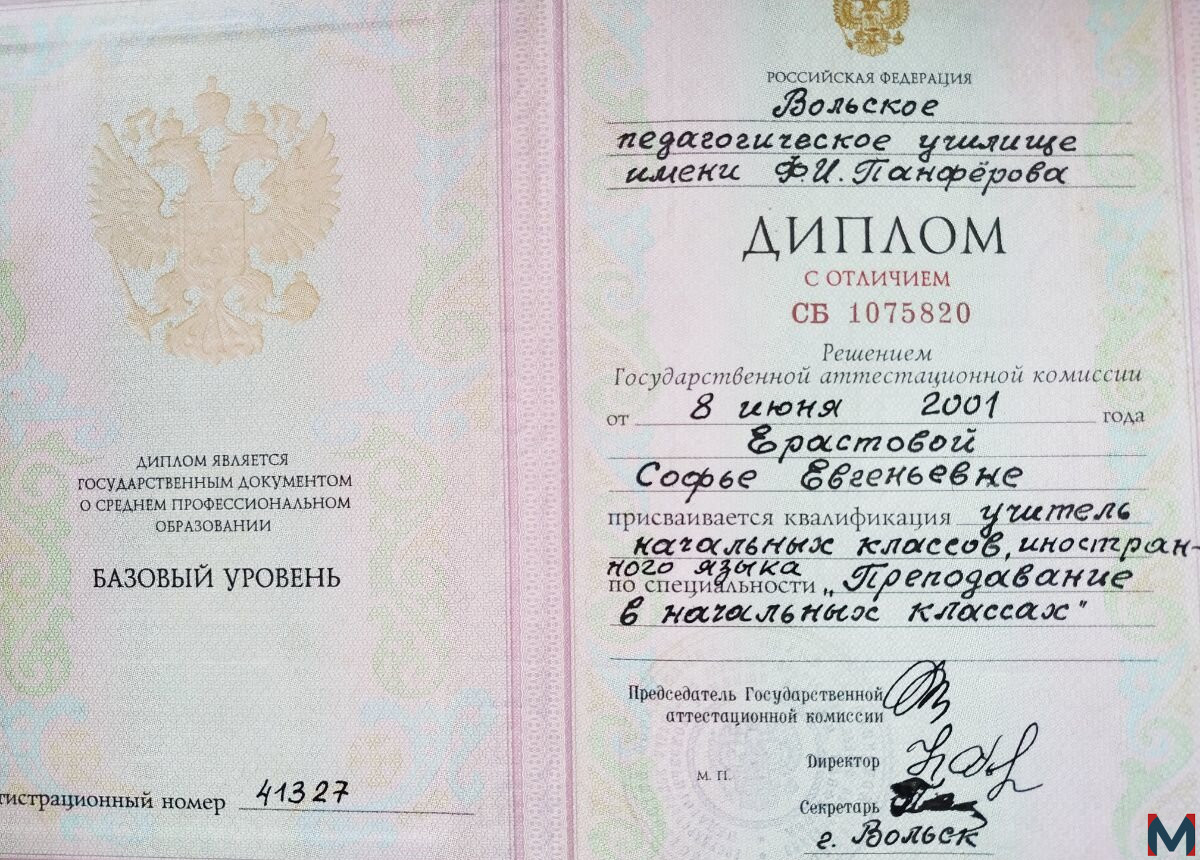 ДИПЛОМ ЯВЛЯЕТСЯ
ГОСУДАРСТВЕННЫМ ДОКУМЕНТОМ
О СРЕДНЕМ ПРОФЕССИОНАЛЬНОМ
ОБРАЗОВАНИИ
БАЗОВЫЙ УРОВЕНЬ
гистрационный номер 41327
РОССИЙСКАЯ ФЕДЕРАЦИЯ
Вольское
педагогическое училище
имени Ф.И. Панфёрова
ДИПЛОМ
С ОТЛИЧИЕМ
СБ 1075820
Решением
Государственной аттестационной комиссии
от 8 июня 2001 года
Ерастовой
Софье Евгеньевне
присваивается квалификация учитель
начальных классов, иностран-
ного языка
по специальности „Преподавание
в начальных классах"
Председатель Государственной
аттестационной комиссии
Директор
М. П.
Секретарь
г. Вольск
M